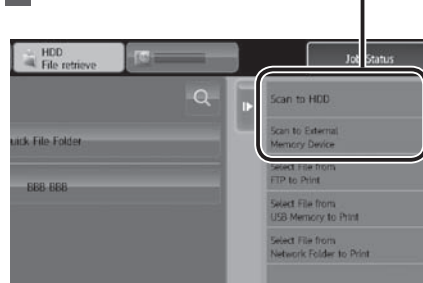 HDD
File retrieve
Job Status
Scan to HDD
uick File Folder
Scan to External
Memory Device
Select File from
FTP to Print
BBB BBB
Select File from
USB Memory to Print
Select File from
Network Folder to Print